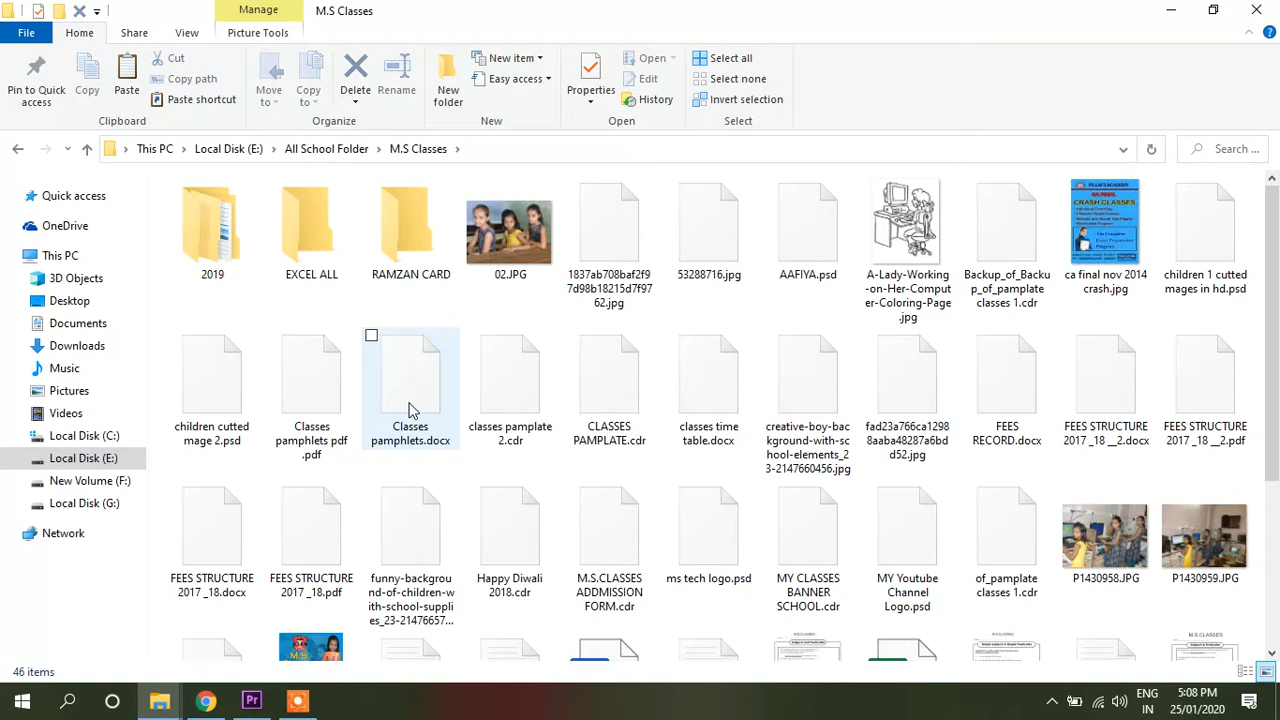 Manage
M.S Classes
File
Home
Share
View
Picture Tools
Pin to Quick access
Copy
Paste
Cut
Copy path
Paste shortcut
Move to
Copy to
Delete
Rename
New folder
New item
Easy access
Properties
Open
Edit
History
Select all
Select none
Invert selection
Clipboard
Organize
New
Open
Select
This PC
Local Disk (E:)
All School Folder
M.S Classes
Search ...
Quick access
OneDrive
This PC
3D Objects
Desktop
Documents
Downloads
Music
Pictures
Videos
Local Disk (C:)
Local Disk (E:)
New Volume (F:)
Local Disk (G:)
Network
PILLAI'S ACADEMY
CA FINAL
CRASH CLASSES
2019
EXCEL ALL
RAMZAN CARD
02.JPG
1837ab708baf2f9
7d98b18215d7f97
62.jpg
53288716.jpg
AAFIYA.psd
A-Lady-Working
-on-Her-Comput
er-Coloring-Page
.jpg
Backup_of_Backu
p_of_pamplate
classes 1.cdr
ca final nov 2014
crash.jpg
children 1 cutted
mages in hd.psd
children cutted
mage 2.psd
Classes
pamphlets pdf
.pdf
Classes
pamphlets.docx
classes pamplate
2.cdr
CLASSES
PAMPLATE.cdr
classes time
table.docx
creative-boy-bac
kground-with-sc
hool-elements_2
3-2147660456.jpg
fad23a766ca1298
8aaba48287a6bd
d52.jpg
FEES
RECORD.docx
FEES STRUCTURE
2017 _18 __2.docx
FEES STRUCTURE
2017 _18 __2.pdf
FEES STRUCTURE
2017 _18.docx
FEES STRUCTURE
2017 _18.pdf
funny-backgrou
nd-of-children-w
ith-school-suppli
es_23-21476657...
Happy Diwali
2018.cdr
M.S.CLASSES
ADDMISSION
FORM.cdr
ms tech logo.psd
MY CLASSES
BANNER
SCHOOL.cdr
MY Youtube
Channel
Logo.psd
of_pamplate
classes 1.cdr
P1430958.JPG
P1430959.JPG
46 items
Pr
ENG
IN
5:08 PM
25/01/2020